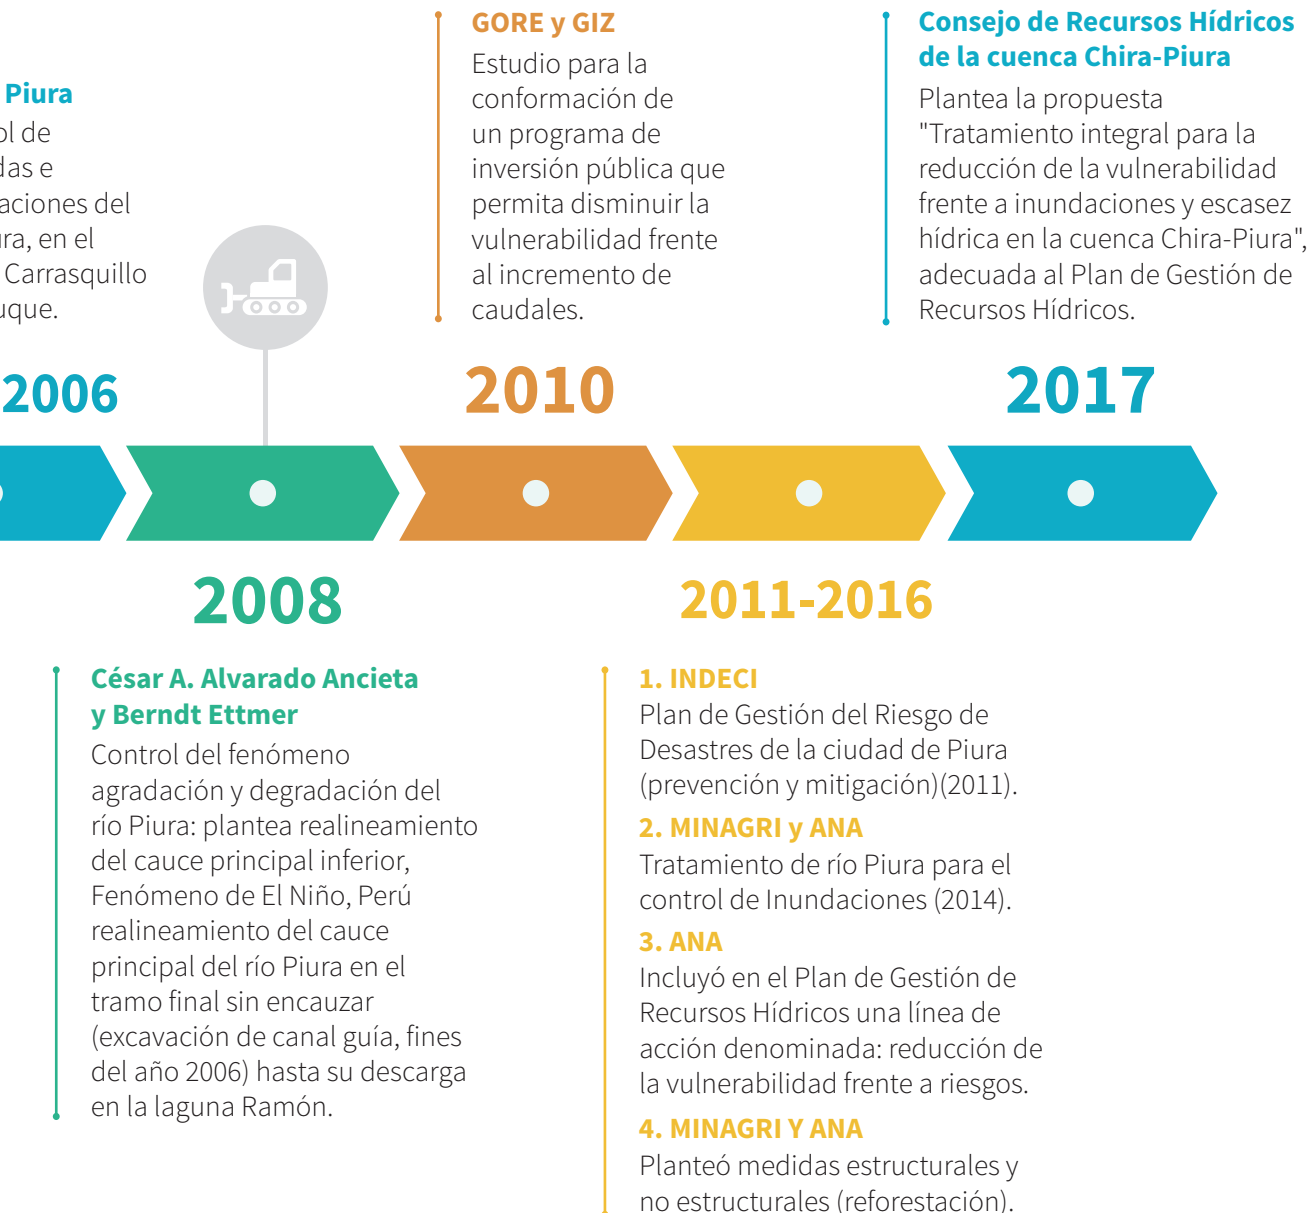 Piura
de
e
del
en el
Carrasquillo
2006
GORE y GIZ
Estudio para la
conformación de
un programa de
inversión pública que
permita disminuir la
vulnerabilidad frente
al incremento de
caudales.
2010
Consejo de Recursos Hídricos
de la cuenca Chira-Piura
Plantea la propuesta
"Tratamiento integral para la
reducción de la vulnerabilidad
frente a inundaciones y escasez
hídrica en la cuenca Chira-Piura",
adecuada al Plan de Gestión de
Recursos Hídricos.
2017
2008
César A. Alvarado Ancieta
y Berndt Ettmer
Control del fenómeno
agradación y degradación del
río Piura: plantea realineamiento
del cauce principal inferior,
Fenómeno de El Niño, Perú
realineamiento del cauce
principal del río Piura en el
tramo final sin encauzar
(excavación de canal guía, fines
del año 2006) hasta su descarga
en la laguna Ramón.
2011-2016
1. INDECI
Plan de Gestión del Riesgo de
Desastres de la ciudad de Piura
(prevención y mitigación)(2011).
2. MINAGRI y ANA
Tratamiento de río Piura para el
control de Inundaciones (2014).
3. ANA
Incluyó en el Plan de Gestión de
Recursos Hídricos una línea de
acción denominada: reducción de
la vulnerabilidad frente a riesgos.
4. MINAGRI Y ANA
Planteó medidas estructurales y
no estructurales (reforestación).